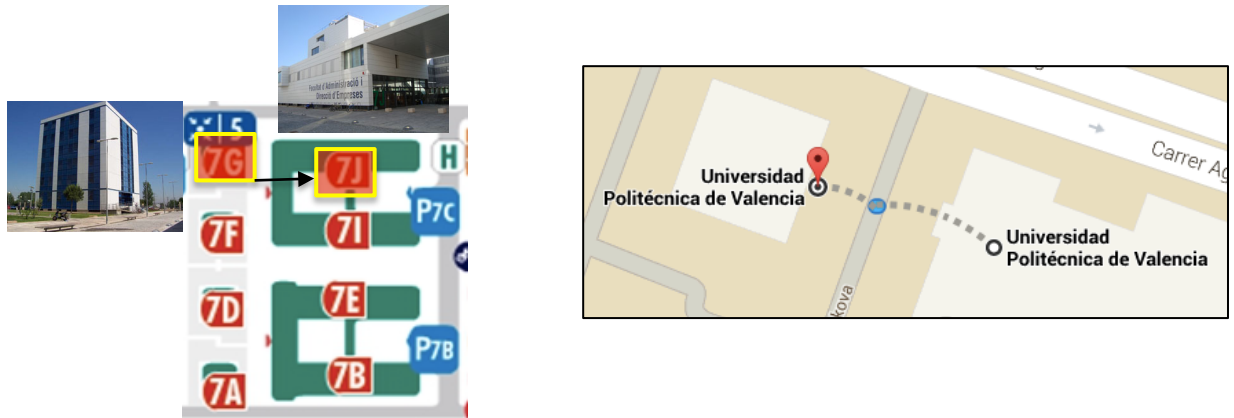 Facultat d'Administració i
Direcció d'Empreses
5
7G
7J
H
P7C
7F
7I
7D
7E
P7B
7A
7B
Carrer Ag
Universidad
Politécnica de Valencia
Universidad
Politécnica de Valencia
kova